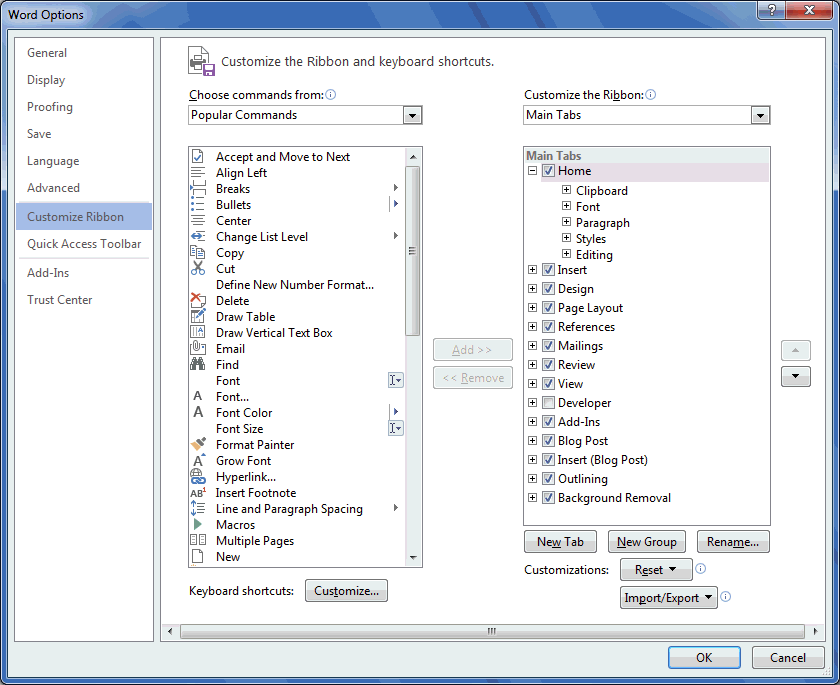 Word Options
General
Display
Proofing
Save
Language
Advanced
Customize Ribbon
Quick Access Toolbar
Add-Ins
Trust Center
Customize the Ribbon and keyboard shortcuts.
Choose commands from:
Popular Commands
Accept and Move to Next
Align Left
Breaks
Bullets
Center
Change List Level
Copy
Cut
Define New Number Format...
Delete
Draw Table
Draw Vertical Text Box
Email
Find
Font
Font...
Font Color
Font Size
Format Painter
Grow Font
Hyperlink...
Insert Footnote
Line and Paragraph Spacing
Macros
Multiple Pages
New
Keyboard shortcuts: Customize...
Add >>
<< Remove
Customize the Ribbon:
Main Tabs
Main Tabs
Home
Clipboard
Font
Paragraph
Styles
Editing
Insert
Design
Page Layout
References
Mailings
Review
View
Developer
Add-Ins
Blog Post
Insert (Blog Post)
Outlining
Background Removal
New Tab New Group Rename...
Customizations: Reset
Import/Export
OK Cancel